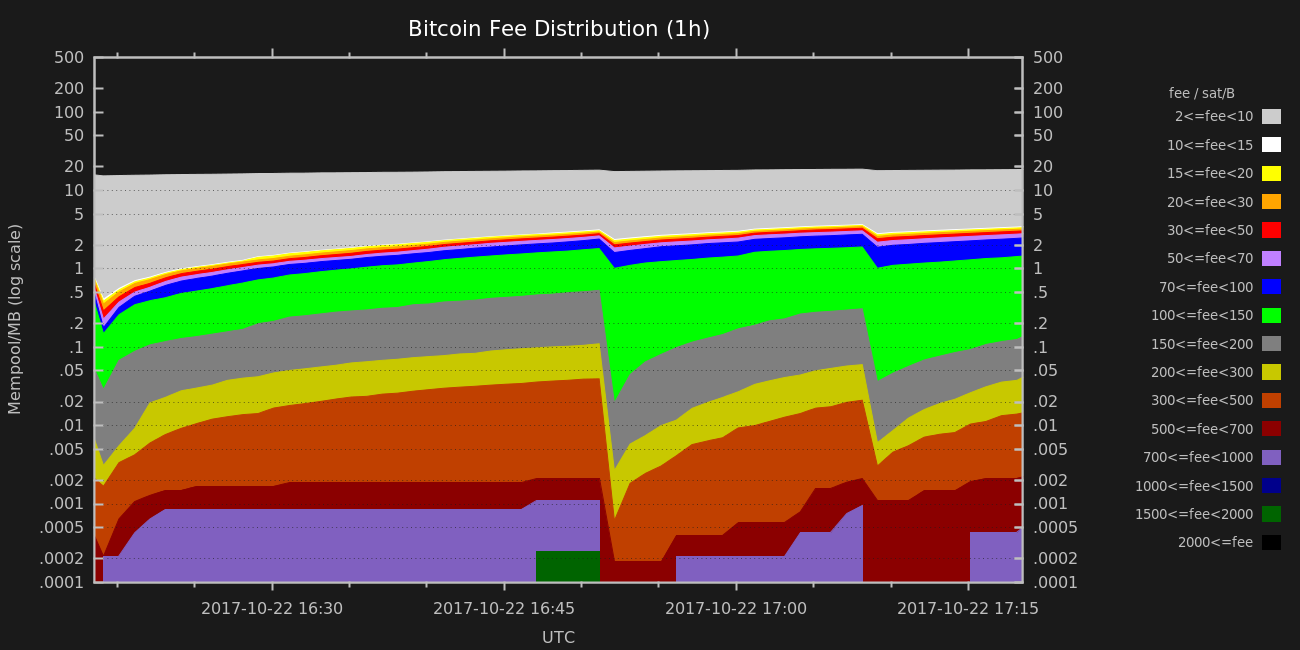 Bitcoin Fee Distribution (1h)
Mempool/MB (log scale)
500
200
100
50
20
10
5
2
1
.5
.2
.1
.05
.02
.01
.005
.002
.001
.0005
.0002
.0001
500
200
100
50
20
10
5
2
1
.5
.2
.1
.05
.02
.01
.005
.002
.001
.0005
.0002
.0001
2017-10-22 16:30 2017-10-22 16:45 2017-10-22 17:00 2017-10-22 17:15
UTC
fee / sat/B
2<=fee<10
10<=fee<15
15<=fee<20
20<=fee<30
30<=fee<50
50<=fee<70
70<=fee<100
100<=fee<150
150<=fee<200
200<=fee<300
300<=fee<500
500<=fee<700
700<=fee<1000
1000<=fee<1500
1500<=fee<2000
2000<=fee